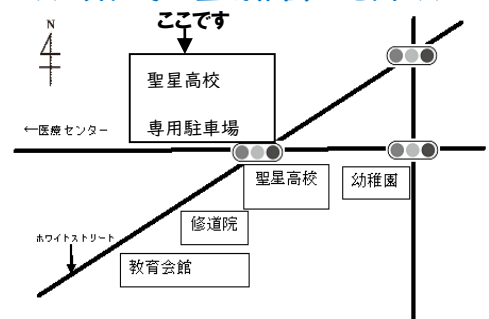 ここです
N
聖星高校
専用駐車場
←医療センター
聖星高校
幼稚園
修道院
ホワイトストリート
教育会館